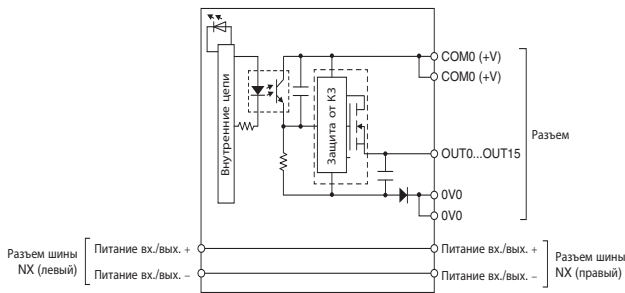 COM0 (+V)
COM0 (+V)
Внутренние цепи
Защита от КЗ
Разъем
OUT0...OUT15
0V0
0V0
Разъем шины
NX (левый)
Питание вх./вых. +
Питание вх./вых. –
Питание вх./вых. +
Питание вх./вых. –
Разъем шины
NX (правый)